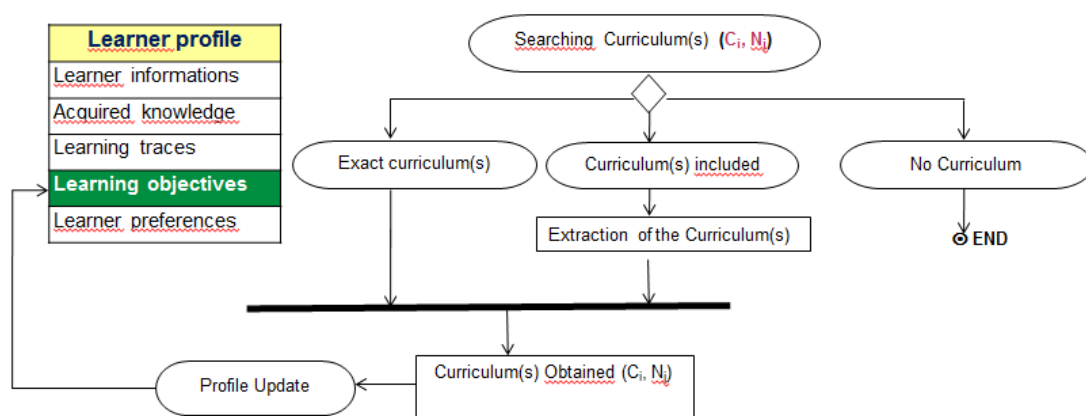 Learner profile
Learner informations
Acquired knowledge
Learning traces
Learning objectives
Learner preferences
Searching Curriculum(s) (Ci, Nj)
Exact curriculum(s)
Curriculum(s) included
No Curriculum
Extraction of the Curriculum(s)
END
Curriculum(s) Obtained (Ci, Nj)
Profile Update